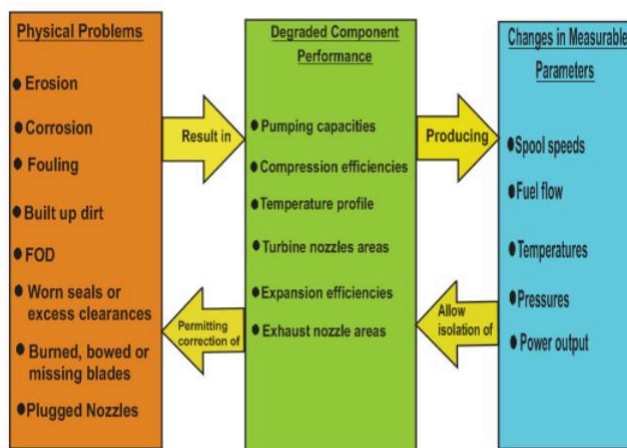 Physical Problems
● Erosion
● Corrosion
● Fouling
● Built up dirt
● FOD
● Worn seals or
excess clearances
● Burned, bowed or
missing blades
● Plugged Nozzles
Result in
Permitting
correction of
Degraded Component
Performance
● Pumping capacities
● Compression efficiencies
● Temperature profile
● Turbine nozzles areas
● Expansion efficiencies
● Exhaust nozzle areas
Producing
Allow
isolation of
Changes in Measurable
Parameters
● Spool speeds
● Fuel flow
● Temperatures
● Pressures
● Power output